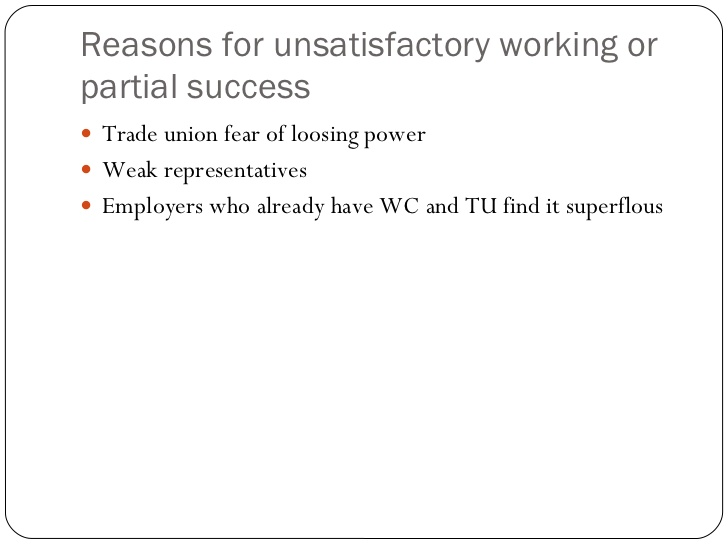 Reasons for unsatisfactory working or
partial success
• Trade union fear of loosing power
• Weak representatives
• Employers who already have WC and TU find it superflous